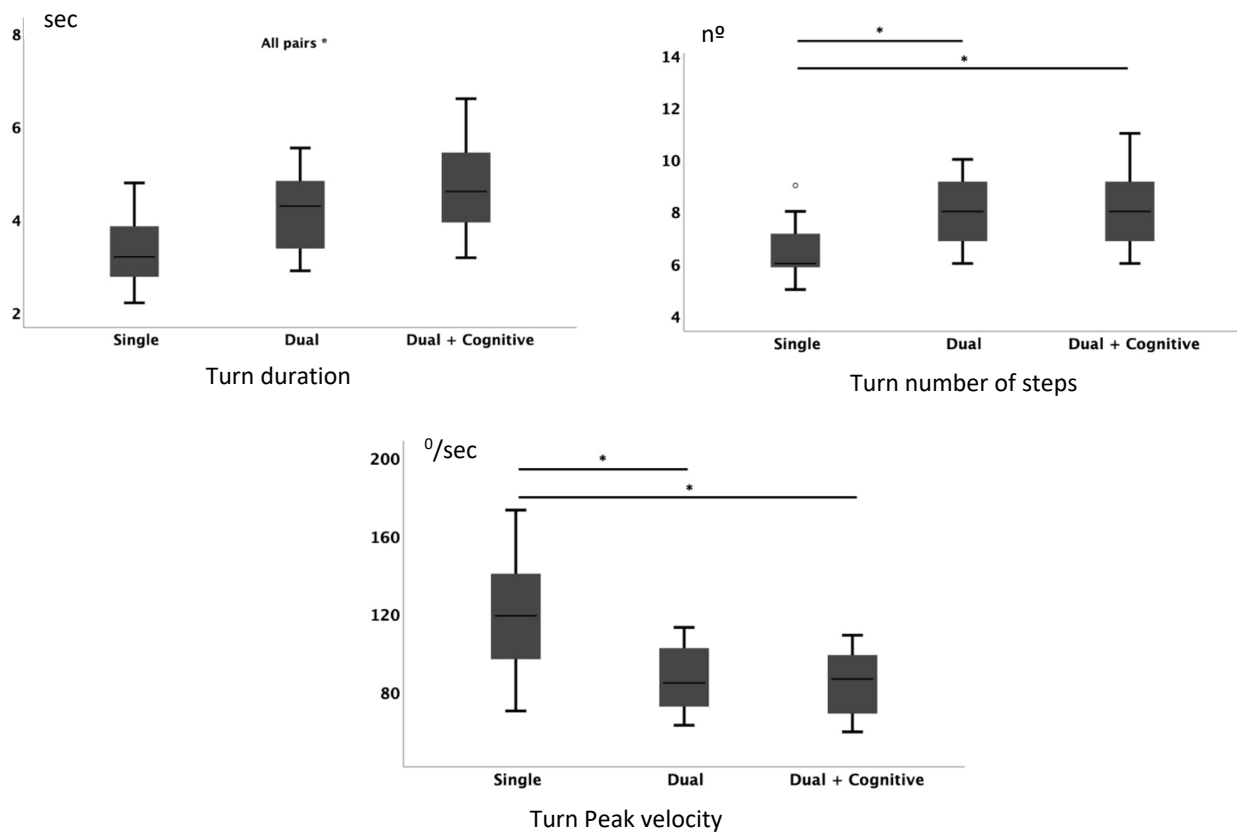 sec
8
All pairs *
6
4
2
Single Dual Dual + Cognitive
Turn duration
nº
*
14
*
12
10
8
6
4
Single Dual Dual + Cognitive
Turn number of steps
⁰/sec
200
*
*
160
120
80
Single Dual Dual + Cognitive
Turn Peak velocity